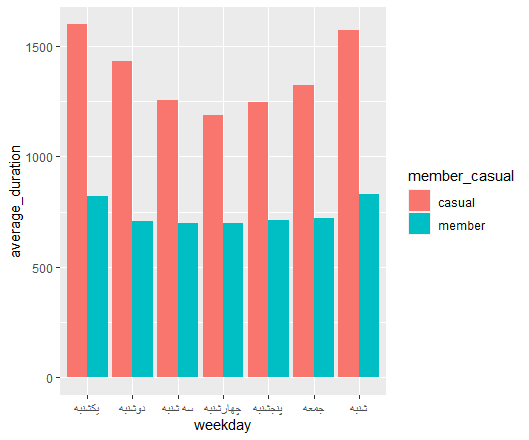 1500
1000
500
0
average_duration
یکشنبه دوشنبه سه شنبه چهارشنبه پنجشنبه جمعه شنبه
weekday
member_casual
casual
member